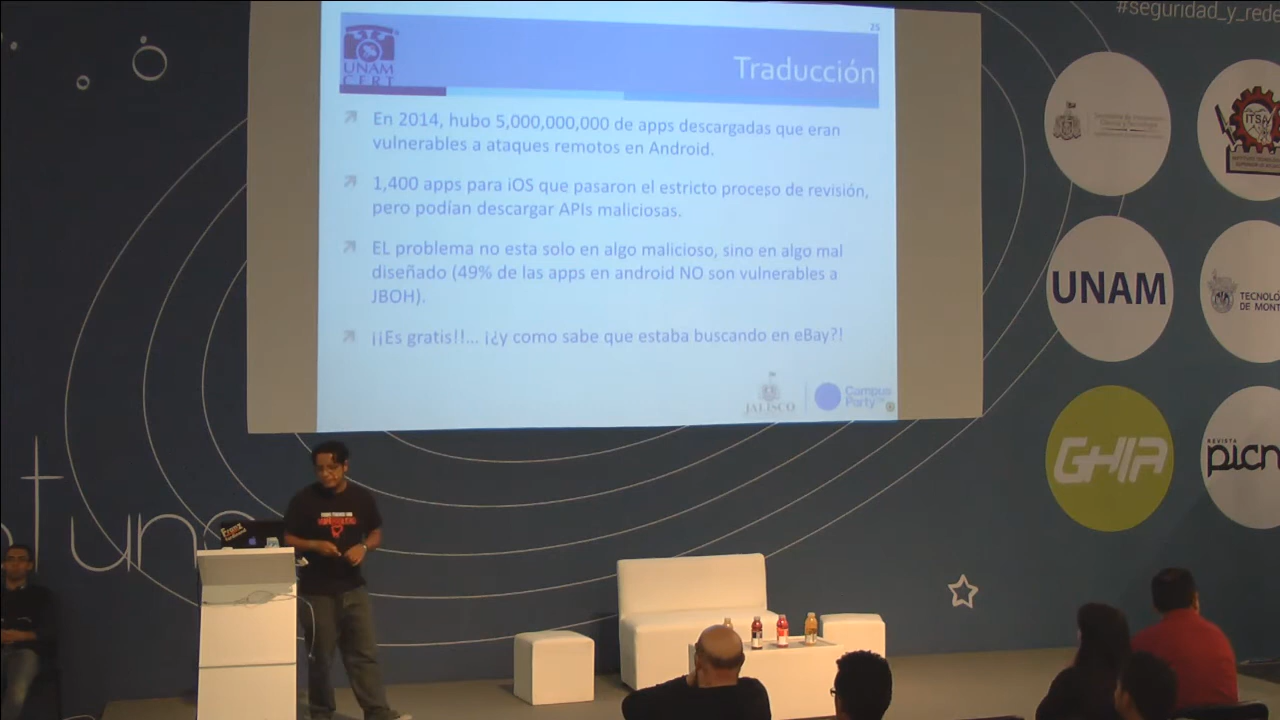 #seguridad_y_rede
25
UNAM
CERT
Traducción
En 2014, hubo 5,000,000,000 de apps descargadas que eran
vulnerables a ataques remotos en Android.
1,400 apps para iOS que pasaron el estricto proceso de revisión,
pero podían descargar APIs maliciosas.
EL problema no esta solo en algo malicioso, sino en algo mal
diseñado (49% de las apps en android NO son vulnerables a
JBOH).
¡¡Es gratis!!... ¡¿y como sabe que estaba buscando en eBay?!
JALISCO
Campus
Party
ITSA
UNAM
TECNOLÓ
DE MONT
GHIA
REVISTA
picn